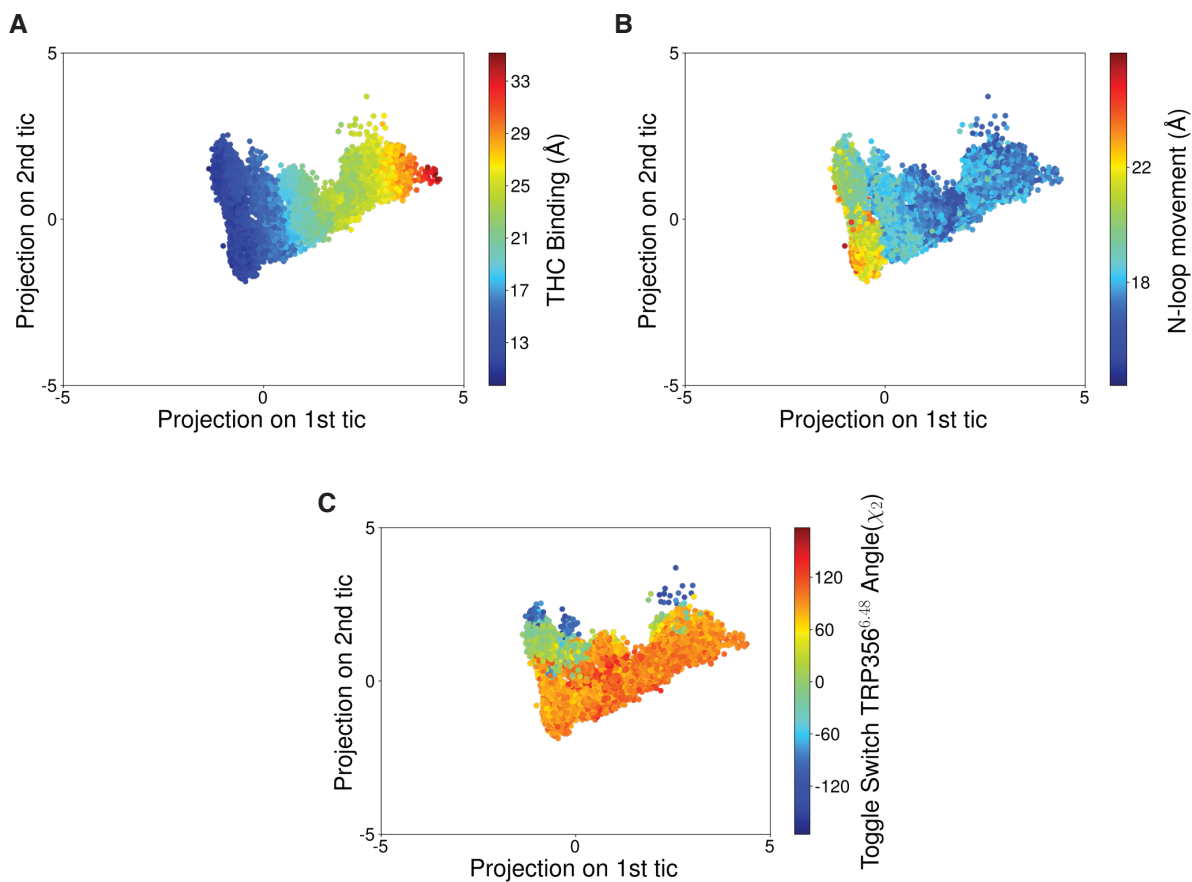 A
5
0
-5
-5
0
5
Projection on 1st tic
Projection on 2nd tic
33
29
25
21
17
13
THC Binding (Å)
B
5
0
-5
-5
0
5
Projection on 1st tic
Projection on 2nd tic
22
18
N-loop movement (Å)
C
5
0
-5
-5
0
5
Projection on 1st tic
Projection on 2nd tic
120
60
0
-60
-120
Toggle Switch TRP356^6.48 Angle(χ₂)